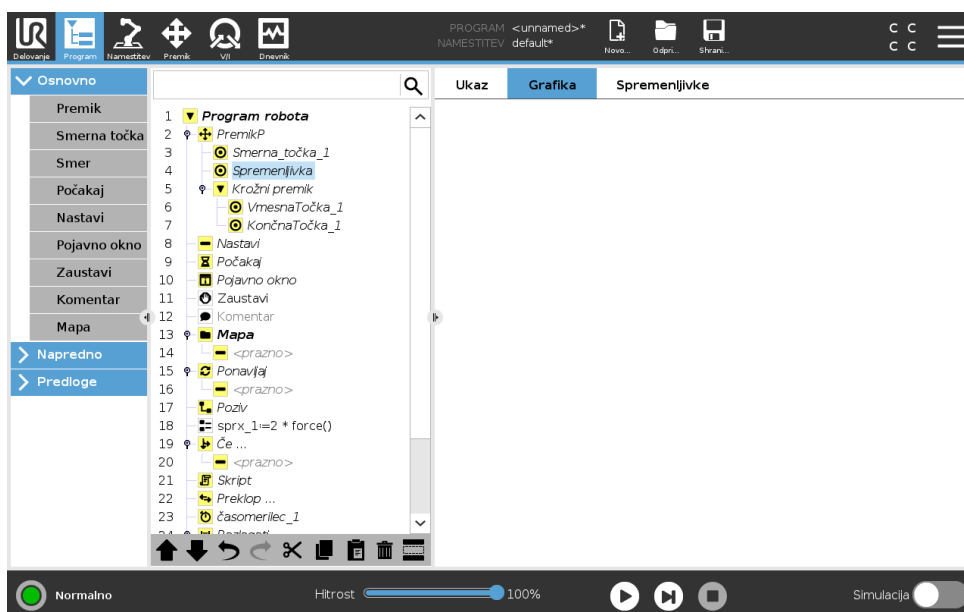 UR
PROGRAM <unnamed>*
NAMESTITEV default*
Delovanje Program Namestitev Premik V/I Dnevnik Novo... Odpri... Shrani...
C C
C C
Osnovno
Premik
Smerna točka
Smer
Počakaj
Nastavi
Pojavno okno
Zaustavi
Komentar
Mapa
Napredno
Predloge
1 Program robota
2 PremikP
3 Smerna_točka_1
4 Spremenljivka
5 Krožni premik
6 VmesnaTočka_1
7 KončnaTočka_1
8 Nastavi
9 Počakaj
10 Pojavno okno
11 Zaustavi
12 Komentar
13 Mapa
14 <prazno>
15 Ponavljaj
16 <prazno>
17 Poziv
18 sprx_1:=2 * force()
19 Če ...
20 <prazno>
21 Skript
22 Preklop ...
23 časomerilec_1
Ukaz Grafika Spremenljivke
Normalno
Hitrost 100%
Simulacija